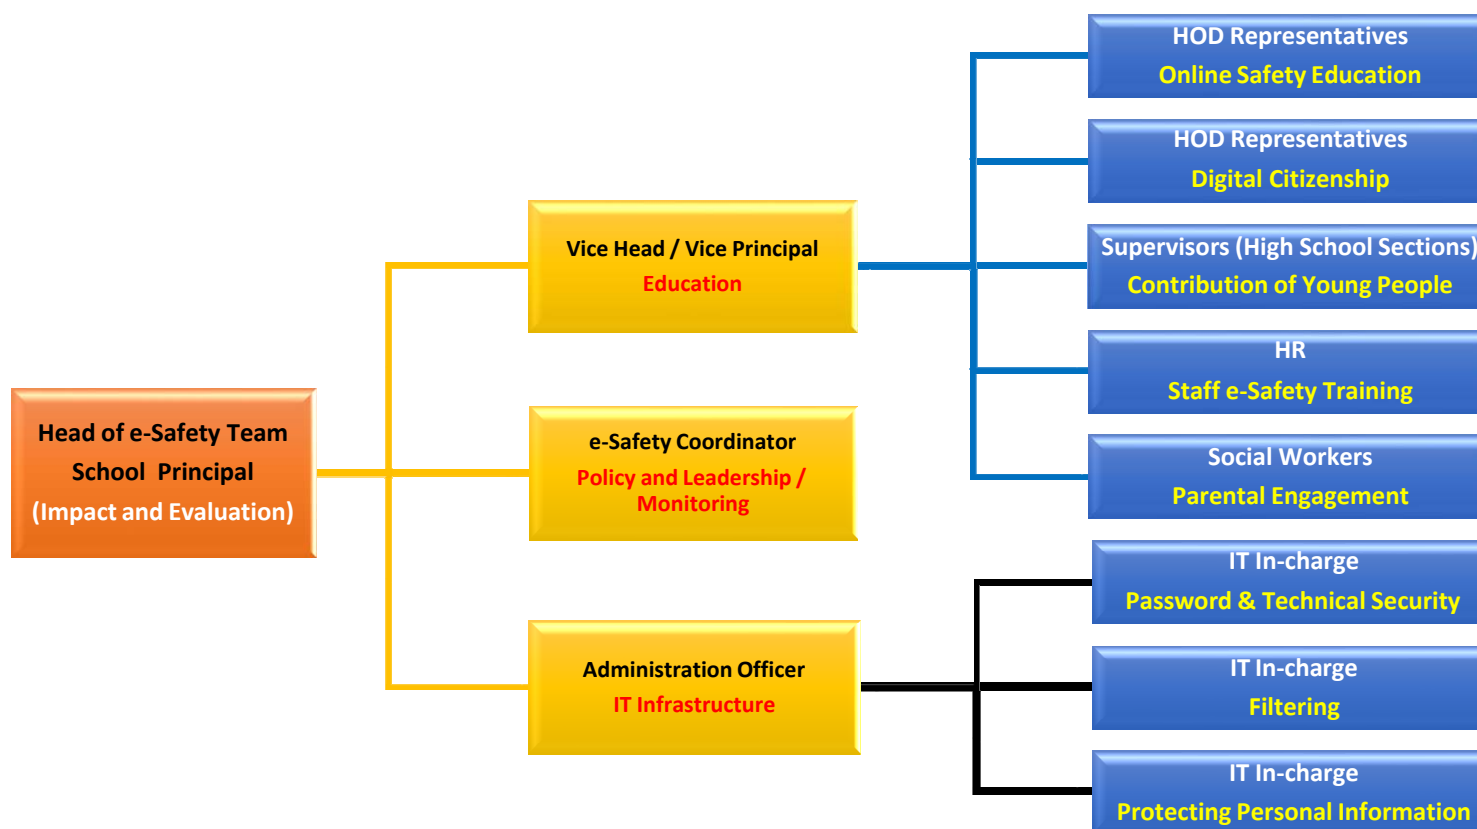 Head of e-Safety Team
School Principal
(Impact and Evaluation)
Vice Head / Vice Principal
Education
e-Safety Coordinator
Policy and Leadership /
Monitoring
Administration Officer
IT Infrastructure
HOD Representatives
Online Safety Education
HOD Representatives
Digital Citizenship
Supervisors (High School Sections)
Contribution of Young People
HR
Staff e-Safety Training
Social Workers
Parental Engagement
IT In-charge
Password & Technical Security
IT In-charge
Filtering
IT In-charge
Protecting Personal Information